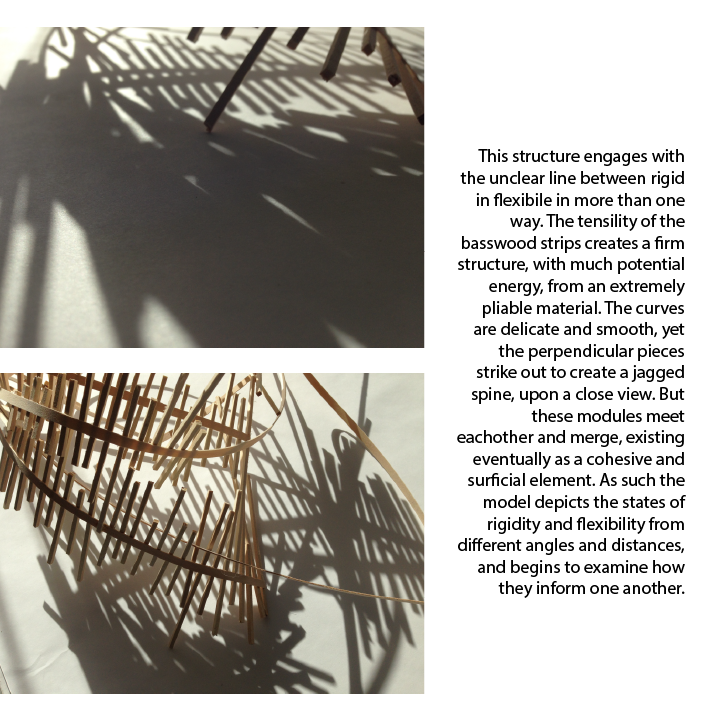 This structure engages with
the unclear line between rigid
in flexibile in more than one
way. The tensility of the
basswood strips creates a firm
structure, with much potential
energy, from an extremely
pliable material. The curves
are delicate and smooth, yet
the perpendicular pieces
strike out to create a jagged
spine, upon a close view. But
these modules meet
eachother and merge, existing
eventually as a cohesive and
surficial element. As such the
model depicts the states of
rigidity and flexibility from
different angles and distances,
and begins to examine how
they inform one another.